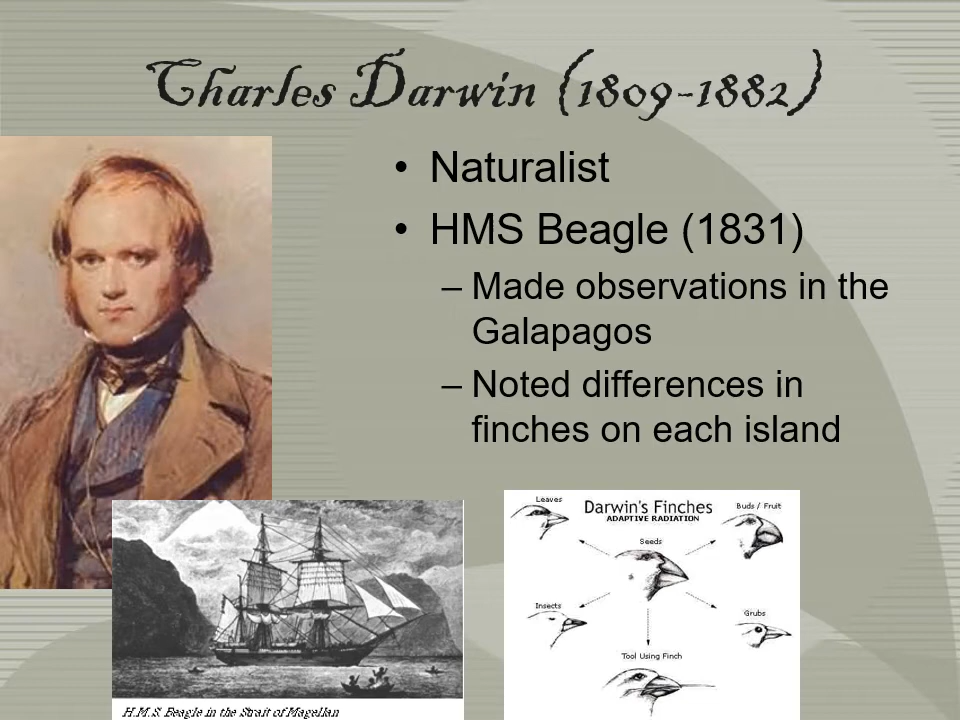 Charles Darwin (1809-1882)
• Naturalist
• HMS Beagle (1831)
– Made observations in the
Galapagos
– Noted differences in
finches on each island
H.M.S. Beagle in the Strait of Magellan
Darwin's Finches
ADAPTIVE RADIATION
Leaves
Buds / Fruit
Seeds
Insects
Grubs
Tool Using Finch